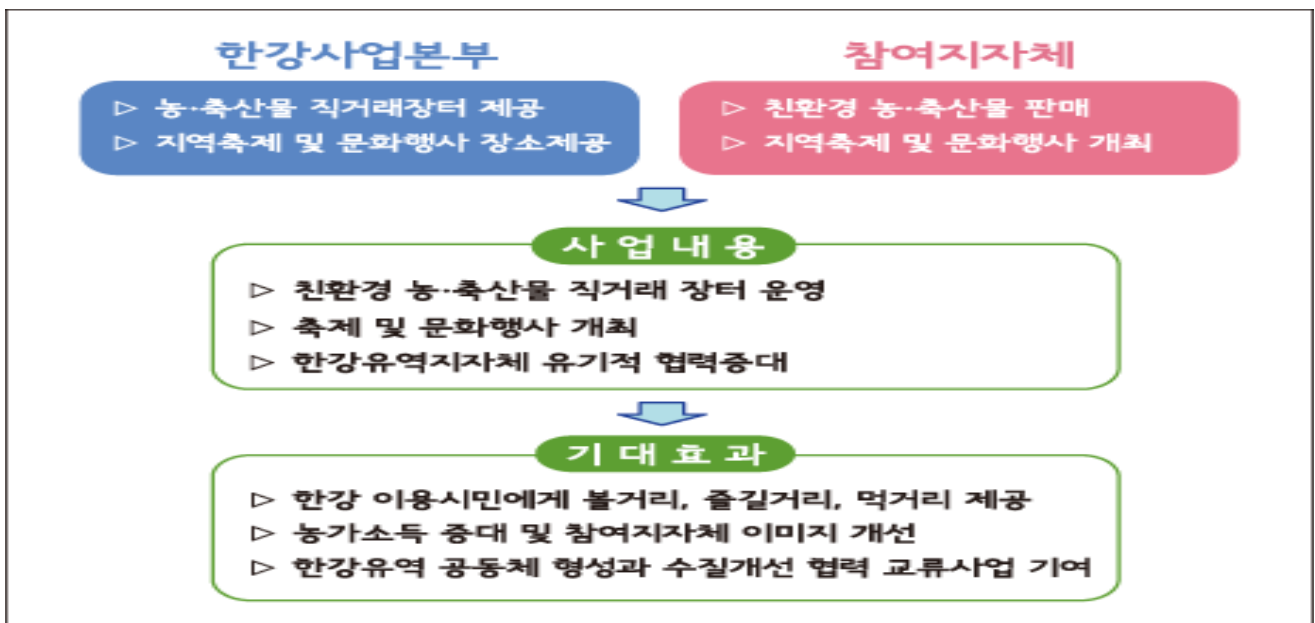 한강사업본부
▷ 농·축산물 직거래장터 제공
▷ 지역축제 및 문화행사 장소제공
참여지자체
▷ 친환경 농·축산물 판매
▷ 지역축제 및 문화행사 개최
사 업 내 용
▷ 친환경 농·축산물 직거래 장터 운영
▷ 축제 및 문화행사 개최
▷ 한강유역지자체 유기적 협력증대
기 대 효 과
▷ 한강 이용시민에게 볼거리, 즐길거리, 먹거리 제공
▷ 농가소득 증대 및 참여지자체 이미지 개선
▷ 한강유역 공동체 형성과 수질개선 협력 교류사업 기여